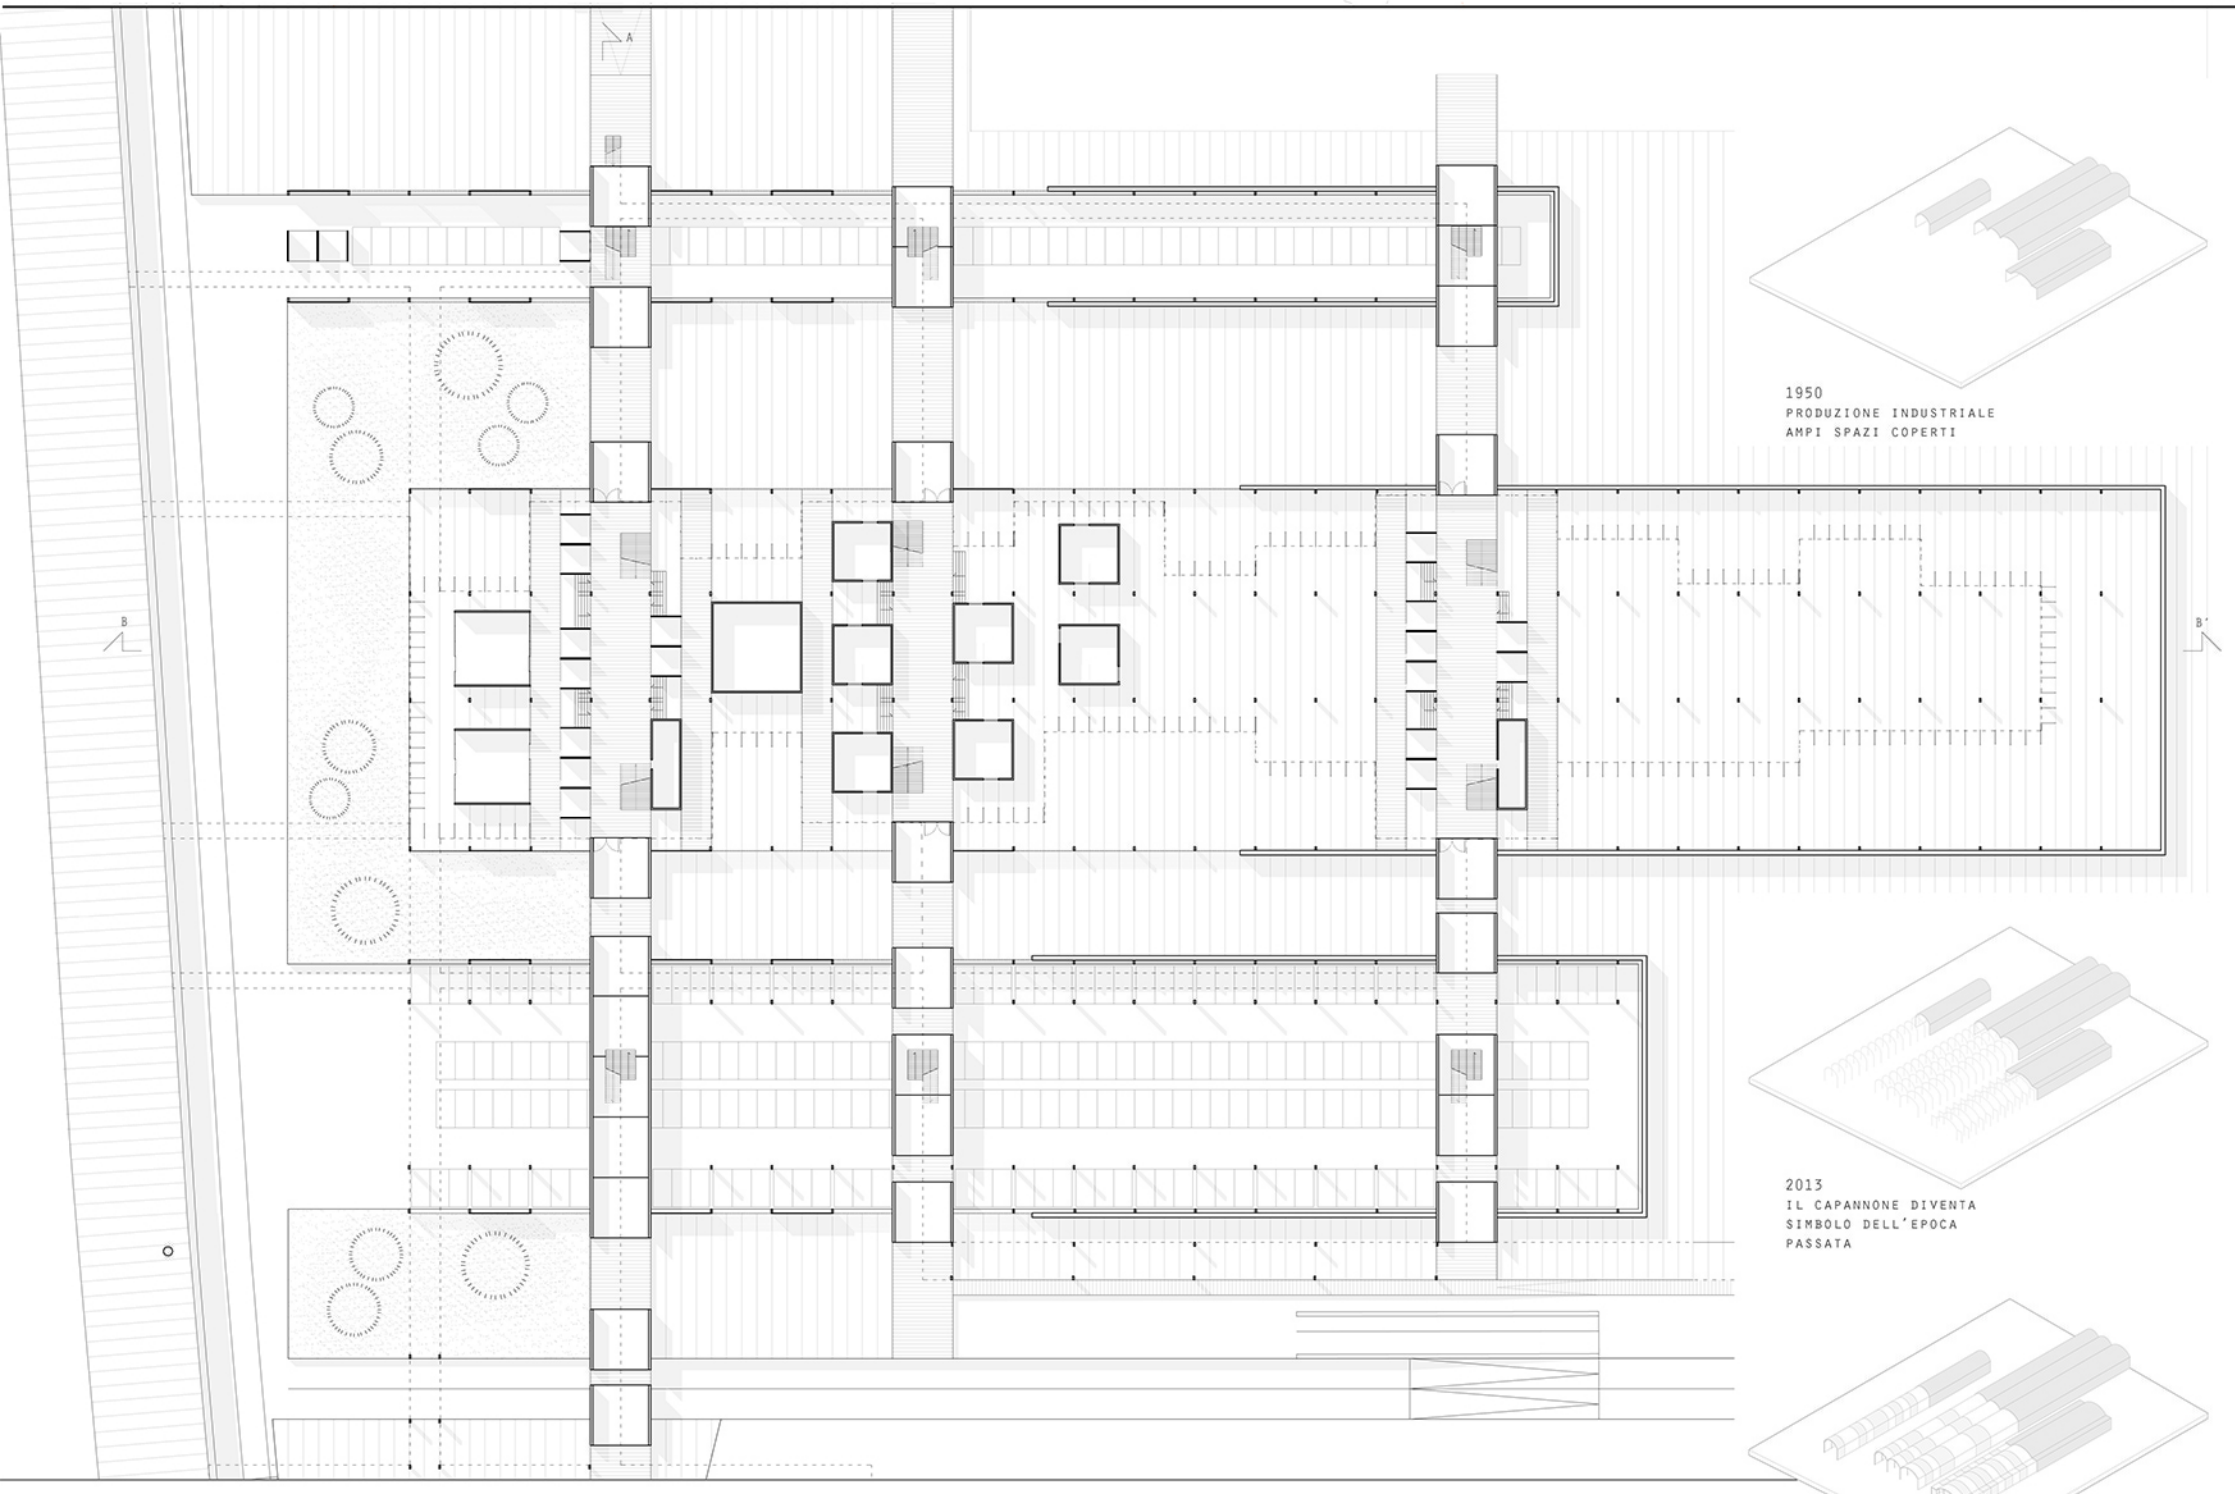 A
1950
PRODUZIONE INDUSTRIALE
AMPI SPAZI COPERTI
B
B'
2013
IL CAPANNONE DIVENTA
SIMBOLO DELL'EPOCA
PASSATA